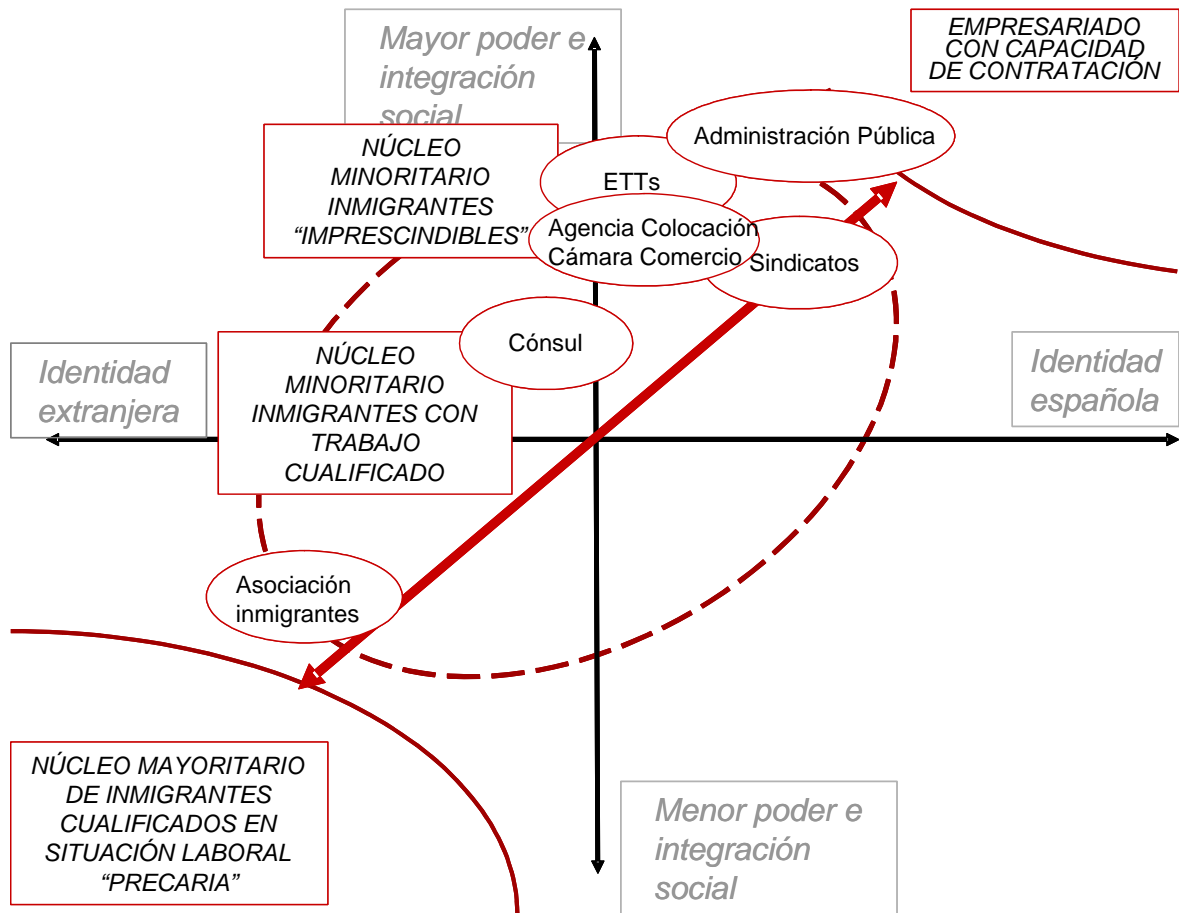 Mayor poder e
integración
social
EMPRESARIADO
CON CAPACIDAD
DE CONTRATACIÓN
Administración Pública
NÚCLEO
MINORITARIO
INMIGRANTES
“IMPRESCINDIBLES”
ETTs
Agencia Colocación
Cámara Comercio
Sindicatos
Cónsul
Identidad
extranjera
NÚCLEO
MINORITARIO
INMIGRANTES CON
TRABAJO
CUALIFICADO
Identidad
española
Asociación
inmigrantes
NÚCLEO MAYORITARIO
DE INMIGRANTES
CUALIFICADOS EN
SITUACIÓN LABORAL
“PRECARIA”
Menor poder e
integración
social